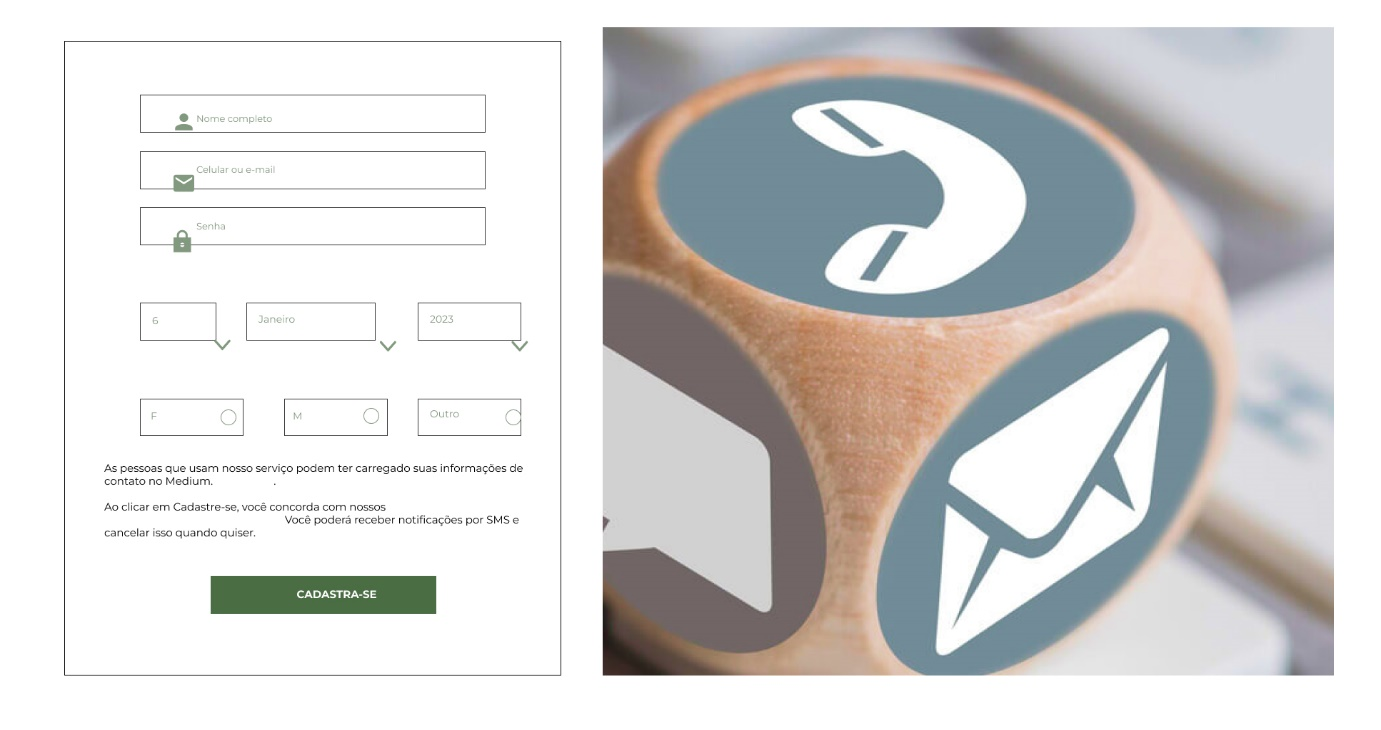 Nome completo
Celular ou e-mail
Senha
6 Janeiro 2023
F M Outro
As pessoas que usam nosso serviço podem ter carregado suas informações de
contato no Medium. .
Ao clicar em Cadastre-se, você concorda com nossos
Você poderá receber notificações por SMS e
cancelar isso quando quiser.
CADASTRA-SE